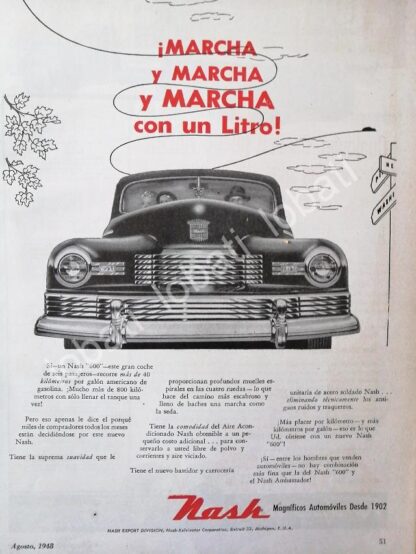 ¡MARCHA
y MARCHA
y MARCHA
con un Litro!
Sí—un Nash "600"—este gran coche
de seis pasajeros—recorre más de 40
kilómetros por galón americano de
gasolina. ¡Mucho más de 800 kiló-
metros con sólo llenar el tanque una
vez!
Pero eso apenas le dice el porqué
miles de compradores todos los meses
están decidiéndose por este nuevo
Nash.
Tiene la suprema suavidad que le
proporcionan profundos muelles es-
pirales en las cuatro ruedas—lo que
hace del camino más escabroso y
lleno de baches una marcha como
la seda.
Tiene la comodidad del Aire Acon-
dicionado Nash obtenible a un pe-
queño costo adicional . . . para con-
servarlo a usted libre de polvo y
corrientes y aire viciado.
Tiene el nuevo bastidor y carrocería
unitaria de acero soldado Nash . . .
eliminando técnicamente los anti-
guos ruidos y traqueteos.
Más placer por kilómetro—y más
kilómetros por galón—eso es lo que
Ud. obtiene con un nuevo Nash
"600".
¡Sí—entre los hombres que venden
automóviles—no hay combinación
más fina que la del Nash "600" y
el Nash Ambassador!
Nash Magníficos Automóviles Desde 1902
NASH EXPORT DIVISION, Nash-Kelvinator Corporation, Detroit 32, Michigan, E.U.A.
Agosto, 1948
51
lobati lobati lobati